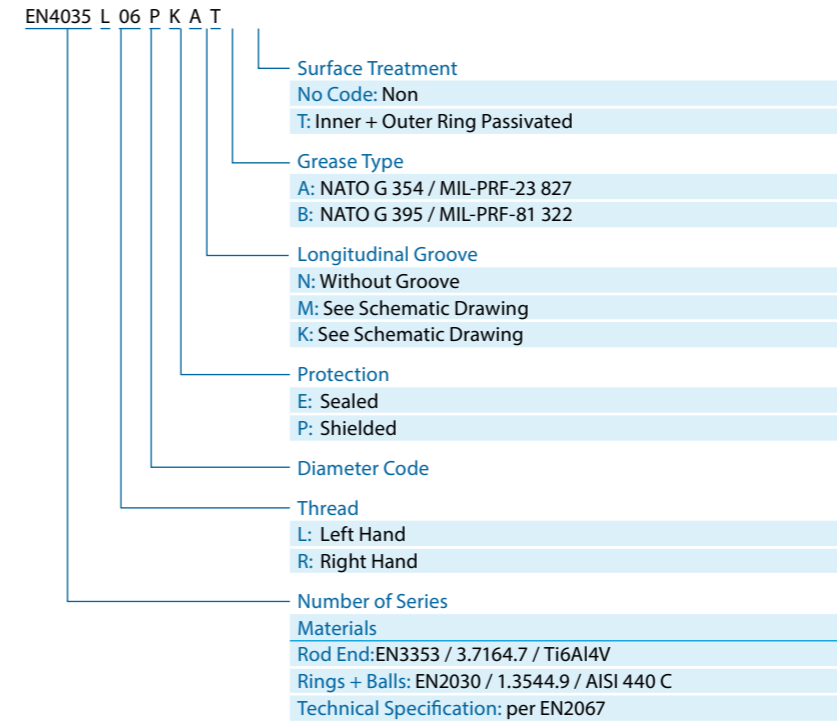 EN4035 L 06 P K A T
Surface Treatment
No Code: Non
T: Inner + Outer Ring Passivated
Grease Type
A: NATO G 354 / MIL-PRF-23 827
B: NATO G 395 / MIL-PRF-81 322
Longitudinal Groove
N: Without Groove
M: See Schematic Drawing
K: See Schematic Drawing
Protection
E: Sealed
P: Shielded
Diameter Code
Thread
L: Left Hand
R: Right Hand
Number of Series
Materials
Rod End:EN3353 / 3.7164.7 / Ti6Al4V
Rings + Balls: EN2030 / 1.3544.9 / AISI 440 C
Technical Specification: per EN2067